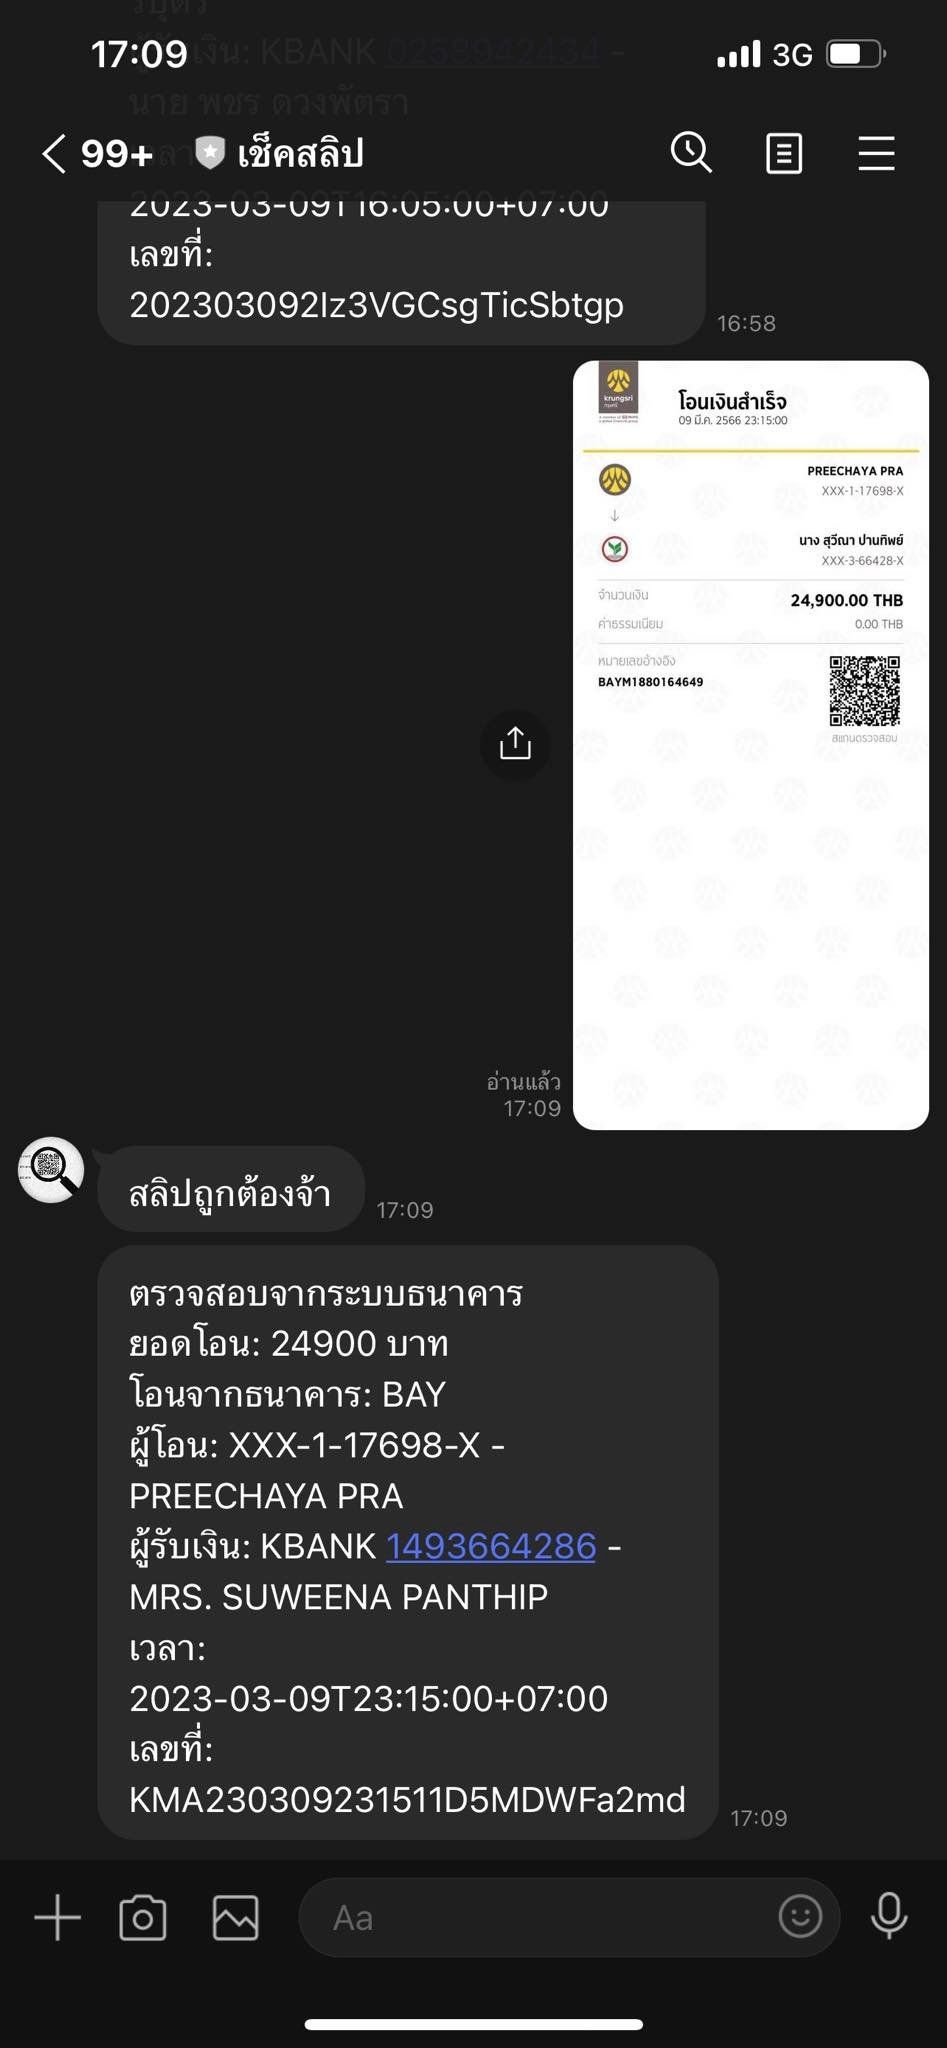 17:09
3G
ผู้รับเงิน: KBANK 0258942434 -
นาย พชร ดวงพัตรา
99+
เช็คสลิป
2023-03-09T16:05:00+07:00
เลขที่:
202303092Iz3VGCsgTicSbtgp
16:58
krungsri
กรุงศรี
โอนเงินสำเร็จ
09 มี.ค. 2566 23:15:00
PREECHAYA PRA
XXX-1-17698-X
นาง สุวีณา ปานทิพย์
XXX-3-66428-X
จำนวนเงิน
24,900.00 THB
ค่าธรรมเนียม
0.00 THB
หมายเลขอ้างอิง
BAYM1880164649
สแกนตรวจสอบ
อ่านแล้ว
17:09
สลิปถูกต้องจ้า
17:09
ตรวจสอบจากระบบธนาคาร
ยอดโอน: 24900 บาท
โอนจากธนาคาร: BAY
ผู้โอน: XXX-1-17698-X -
PREECHAYA PRA
ผู้รับเงิน: KBANK 1493664286 -
MRS. SUWEENA PANTHIP
เวลา:
2023-03-09T23:15:00+07:00
เลขที่:
KMA230309231511D5MDWFa2md
17:09
Aa